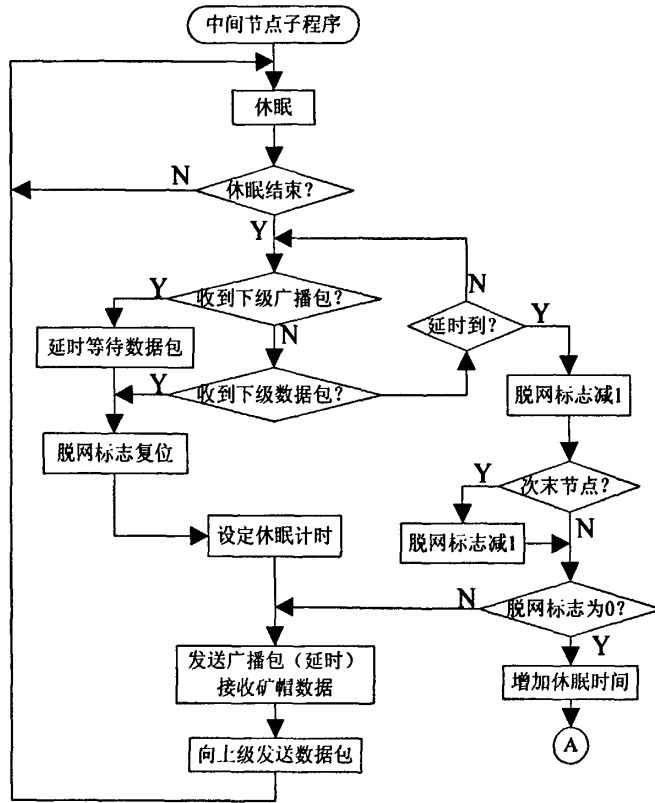 中间节点子程序
休眠
N
休眠结束？
Y
N
Y
收到下级广播包？
延时到？
Y
N
延时等待数据包
Y
收到下级数据包？
脱网标志减1
脱网标志复位
Y
次末节点？
设定休眠计时
脱网标志减1
N
N
脱网标志为0？
Y
发送广播包（延时）
接收矿帽数据
增加休眠时间
向上级发送数据包
A